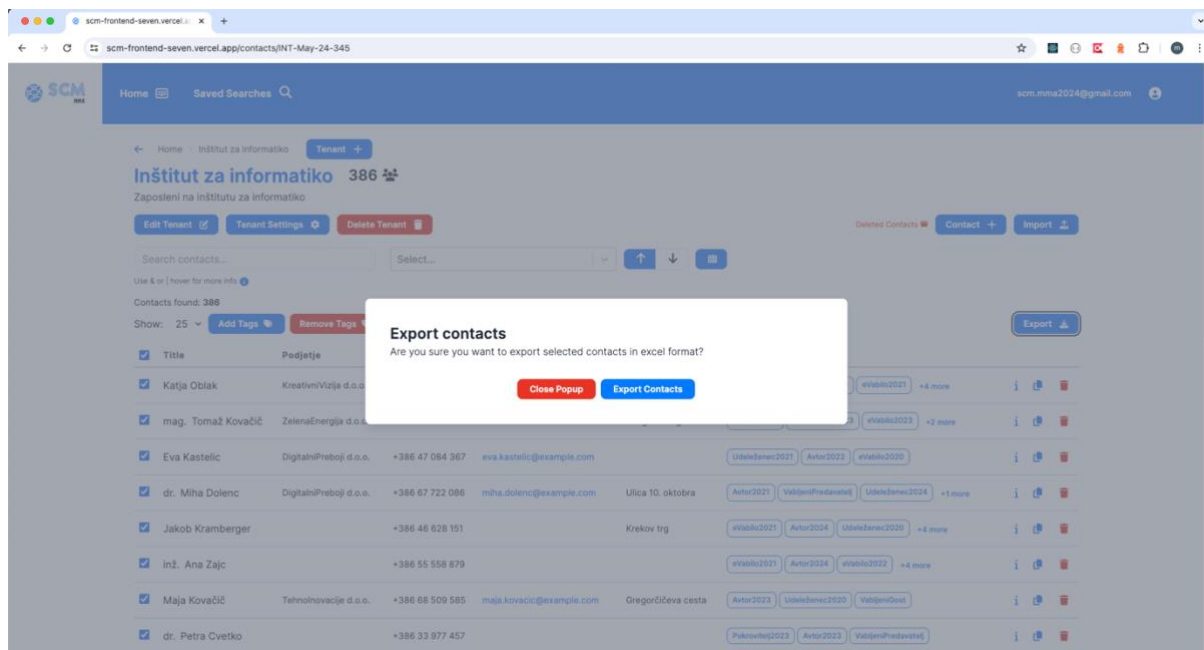 scm-frontend-seven.vercel.a
scm-frontend-seven.vercel.app/contacts/INT-May-24-345
SCM
Home
Saved Searches
scm.mma2024@gmail.com
Home
Inštitut za informatiko
Tenant +
Inštitut za informatiko 386
Zaposleni na inštitutu za informatiko
Edit Tenant
Tenant Settings
Delete Tenant
Deleted Contacts
Contact +
Import
Search contacts...
Select...
Use & or | hover for more info
Contacts found: 386
Show: 25
Add Tags
Remove Tags
Export
Export contacts
Are you sure you want to export selected contacts in excel format?
Close Popup
Export Contacts
Title Podjetje
Katja Oblak KreativniVizija d.o.o eVabilo2021 +4 more
mag. Tomaž Kovačič ZelenaEnergija d.o.o. eVabilo2023 +2 more
Eva Kastelic DigitalniPreboji d.o.o. +386 47 084 367 eva.kastelic@example.com Udeleženec2021 Avtor2022 eVabilo2020
dr. Miha Dolenc DigitalniPreboji d.o.o. +386 67 722 086 miha.dolenc@example.com Ulica 10. oktobra Avtor2021 VabljeniPredavatelj Udeleženec2024 +1 more
Jakob Kramberger +386 46 628 151 Krekov trg eVabilo2021 Avtor2024 Udeleženec2020 +4 more
inž. Ana Zajc +386 55 558 879 eVabilo2021 Avtor2024 eVabilo2022 +4 more
Maja Kovačič Tehnolnovacije d.o.o. +386 68 509 585 maja.kovacic@example.com Gregorčičeva cesta Avtor2023 Udeleženec2020 VabljeniGost
dr. Petra Cvetko +386 33 977 457 Pokrovitelj2023 Avtor2023 VabljeniPredavatelj